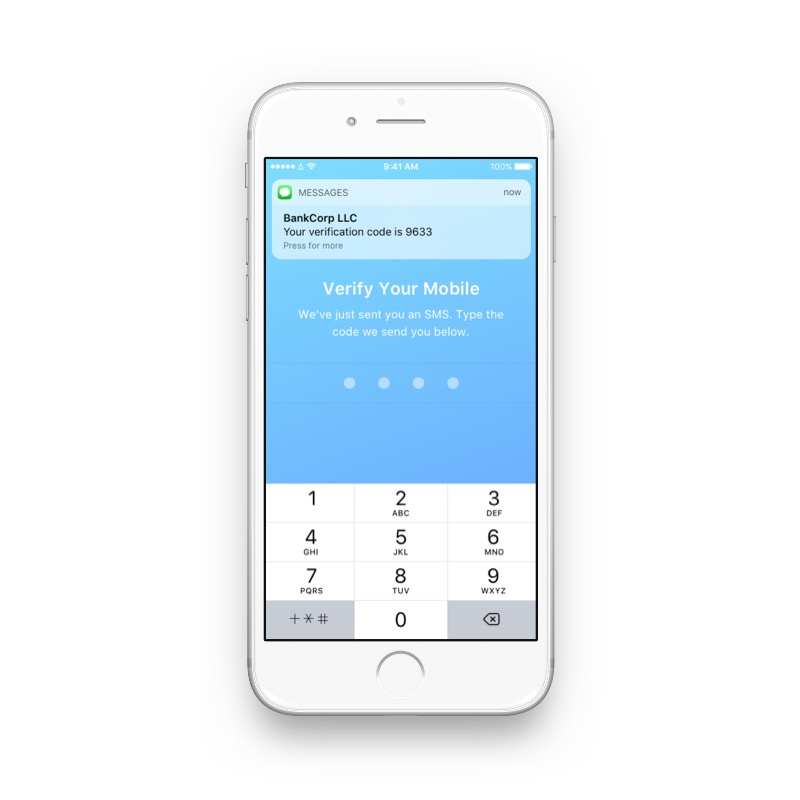 9:41 AM 100%
MESSAGES now
BankCorp LLC
Your verification code is 9633
Press for more
Verify Your Mobile
We've just sent you an SMS. Type the
code we send you below.
1 2 3
ABC DEF
4 5 6
GHI JKL MNO
7 8 9
PQRS TUV WXYZ
+*# 0